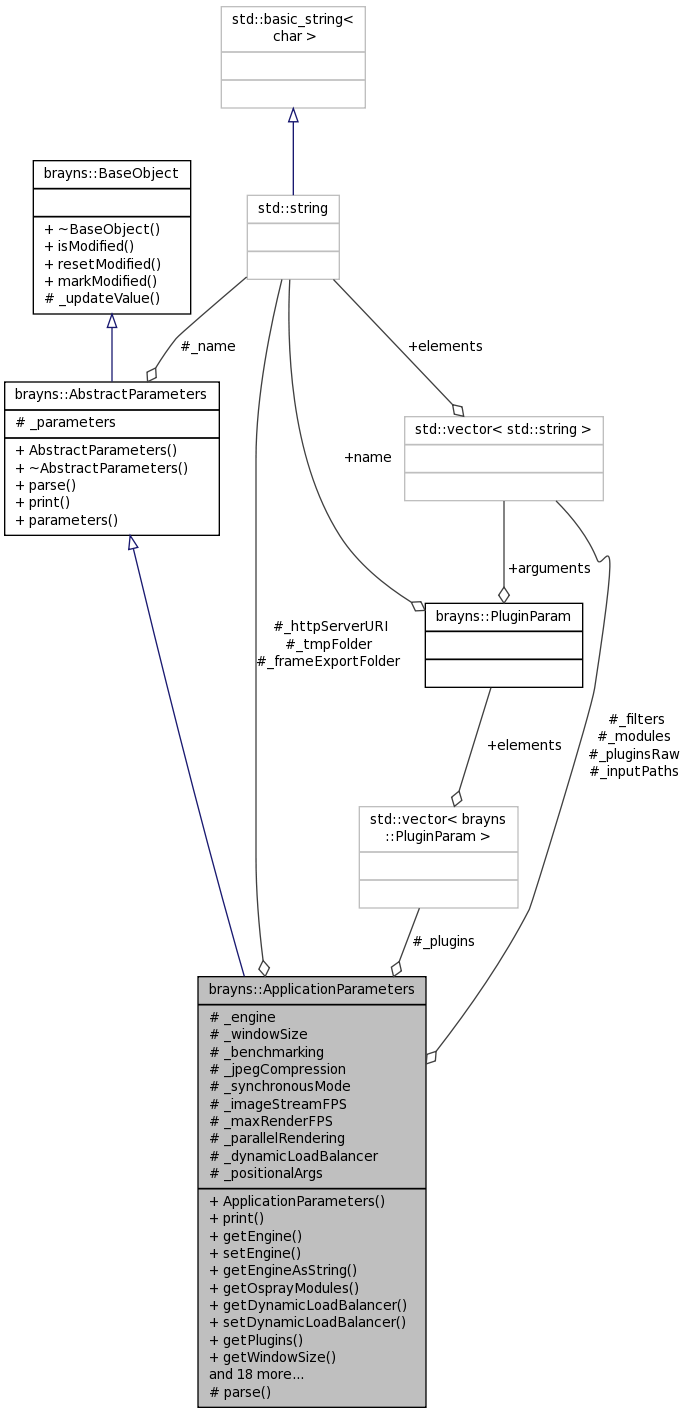 std::basic_string<
char >
brayns::BaseObject
+ ~BaseObject()
+ isModified()
+ resetModified()
+ markModified()
# _updateValue()
std::string
#_name
+elements
brayns::AbstractParameters
# _parameters
+ AbstractParameters()
+ ~AbstractParameters()
+ parse()
+ print()
+ parameters()
std::vector< std::string >
+name
+arguments
#_httpServerURI
#_tmpFolder
#_frameExportFolder
brayns::PluginParam
#_filters
#_modules
#_pluginsRaw
#_inputPaths
+elements
std::vector< brayns
::PluginParam >
#_plugins
brayns::ApplicationParameters
# _engine
# _windowSize
# _benchmarking
# _jpegCompression
# _synchronousMode
# _imageStreamFPS
# _maxRenderFPS
# _parallelRendering
# _dynamicLoadBalancer
# _positionalArgs
+ ApplicationParameters()
+ print()
+ getEngine()
+ setEngine()
+ getEngineAsString()
+ getOsprayModules()
+ getDynamicLoadBalancer()
+ setDynamicLoadBalancer()
+ getPlugins()
+ getWindowSize()
and 18 more...
# parse()